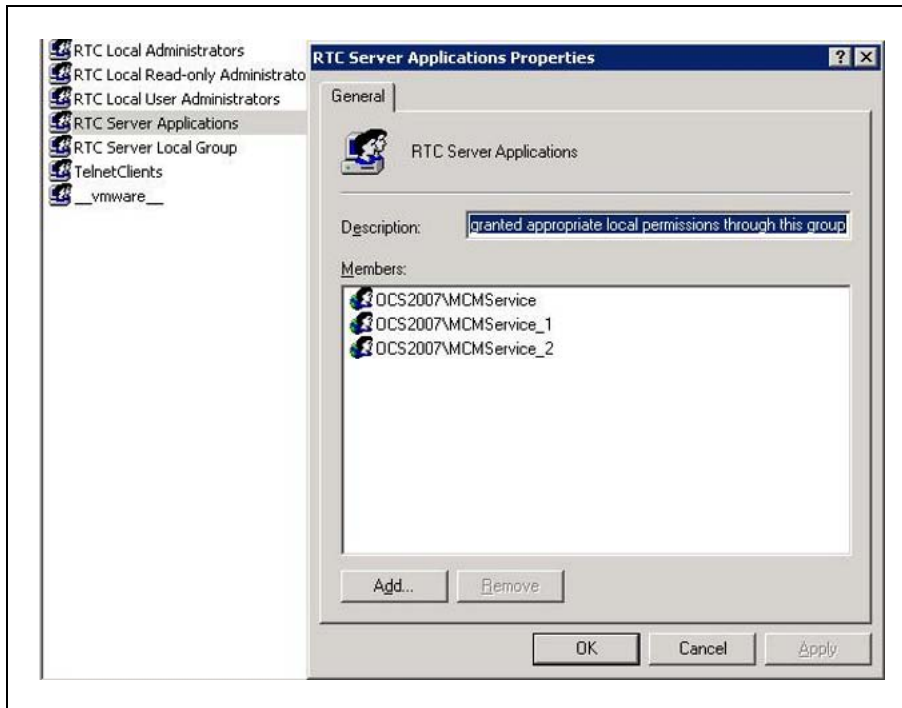 RTC Local Administrators
RTC Local Read-only Administrato
RTC Local User Administrators
RTC Server Applications
RTC Server Local Group
TelnetClients
__vmware__
RTC Server Applications Properties
General
RTC Server Applications
Description: granted appropriate local permissions through this group
Members:
OCS2007\MCMService
OCS2007\MCMService_1
OCS2007\MCMService_2
Add... Remove
OK Cancel Apply